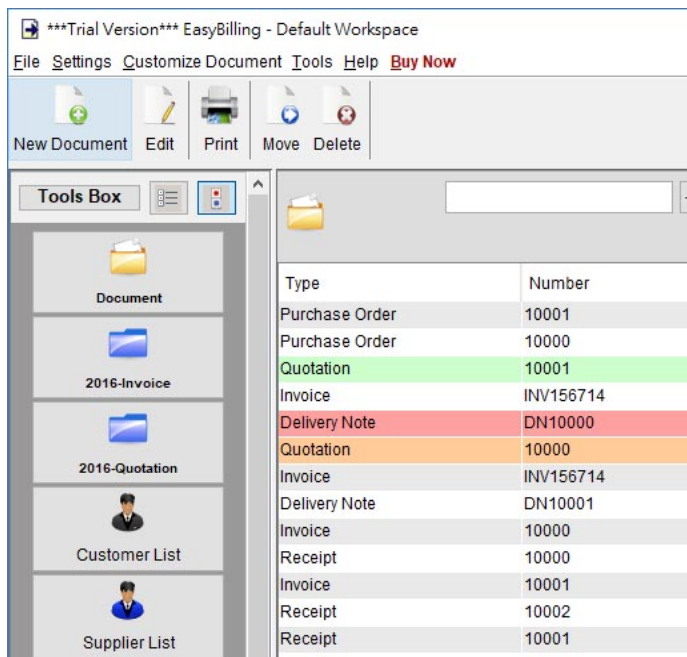 ***Trial Version*** EasyBilling - Default Workspace
File Settings Customize Document Tools Help Buy Now
New Document Edit Print Move Delete
Tools Box
Document
2016-Invoice
2016-Quotation
Customer List
Supplier List
Type Number
Purchase Order 10001
Purchase Order 10000
Quotation 10001
Invoice INV156714
Delivery Note DN10000
Quotation 10000
Invoice INV156714
Delivery Note DN10001
Invoice 10000
Receipt 10000
Invoice 10001
Receipt 10002
Receipt 10001